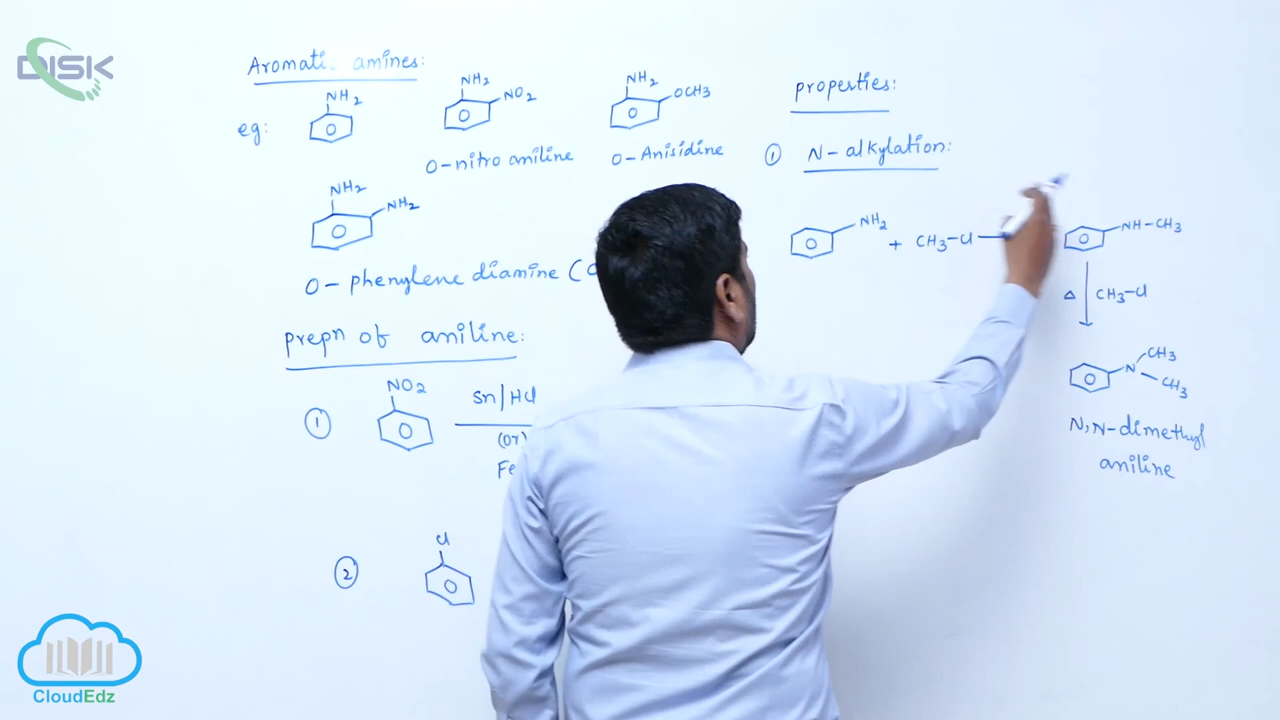 DISK
Aromatic amines:
eg:
NH2
NH2
NO2
O-nitro aniline
NH2
OCH3
O-Anisidine
NH2
NH2
O-phenylene diamine (
prepn of aniline:
①
NO2
Sn/HCl
(or)
Fe
②
Cl
properties:
① N-alkylation:
NH2 + CH3-Cl
NH-CH3
Δ CH3-Cl
N CH3
CH3
N,N-dimethyl
aniline
CloudEdz